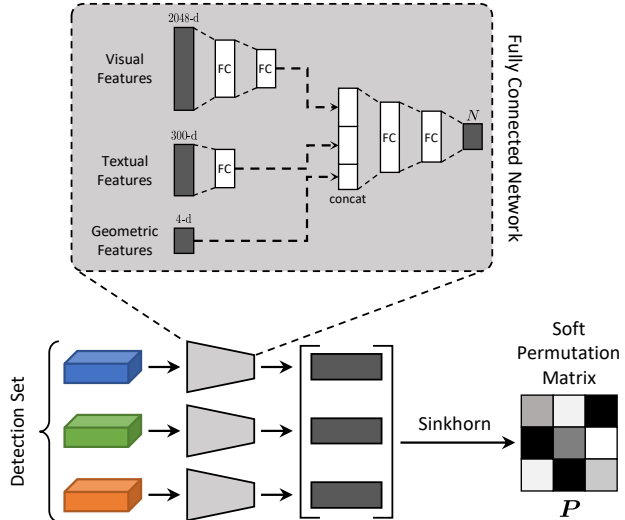 2048-d
Visual
Features
FC
FC
300-d
Textual
Features
FC
4-d
Geometric
Features
concat
FC
FC
N
Fully Connected Network
Detection Set
Sinkhorn
Soft
Permutation
Matrix
P